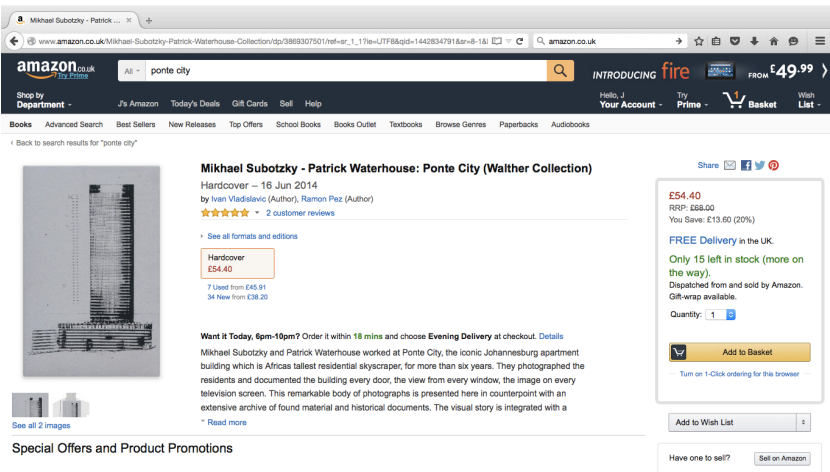 Mikhael Subotzky - Patrick ... × +
www.amazon.co.uk/Mikhael-Subotzky-Patrick-Waterhouse-Collection/dp/3869307501/ref=sr_1_1?ie=UTF8&qid=1442834791&sr=8-1&l
amazon.co.uk
amazon.co.uk
Try Prime
All
ponte city
INTRODUCING fire FROM £49.99
Shop by
Department
J's Amazon Today's Deals Gift Cards Sell Help
Hello, J
Your Account
Try
Prime
1
Basket
Wish
List
Books Advanced Search Best Sellers New Releases Top Offers School Books Books Outlet Textbooks Browse Genres Paperbacks Audiobooks
‹ Back to search results for "ponte city"
Mikhael Subotzky - Patrick Waterhouse: Ponte City (Walther Collection)
Hardcover – 16 Jun 2014
by Ivan Vladislavic (Author), Ramon Pez (Author)
2 customer reviews
› See all formats and editions
Hardcover
£54.40
7 Used from £45.91
34 New from £38.20
Want it Today, 6pm-10pm? Order it within 18 mins and choose Evening Delivery at checkout. Details
Mikhael Subotzky and Patrick Waterhouse worked at Ponte City, the iconic Johannesburg apartment
building which is Africas tallest residential skyscraper, for more than six years. They photographed the
residents and documented the building every door, the view from every window, the image on every
television screen. This remarkable body of photographs is presented here in counterpoint with an
extensive archive of found material and historical documents. The visual story is integrated with a
Read more
See all 2 images
Special Offers and Product Promotions
Share
£54.40
RRP: £68.00
You Save: £13.60 (20%)
FREE Delivery in the UK.
Only 15 left in stock (more on
the way).
Dispatched from and sold by Amazon.
Gift-wrap available.
Quantity: 1
Add to Basket
Turn on 1-Click ordering for this browser
Add to Wish List
Have one to sell? Sell on Amazon